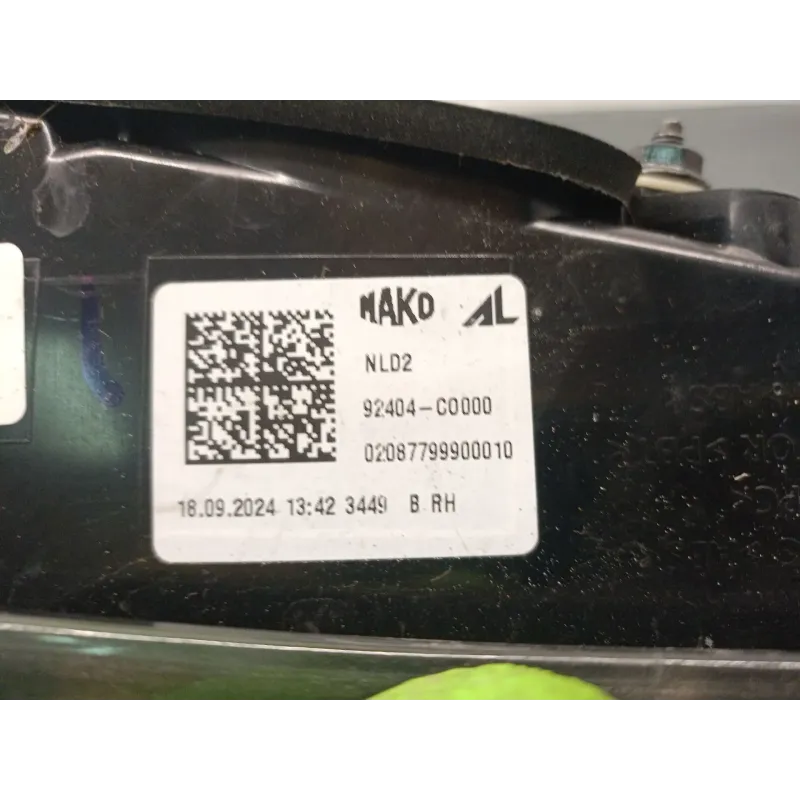 MAKO AL
NLD2
92404-C0000
02087799900010
18.09.2024 13:42 3449 B RH